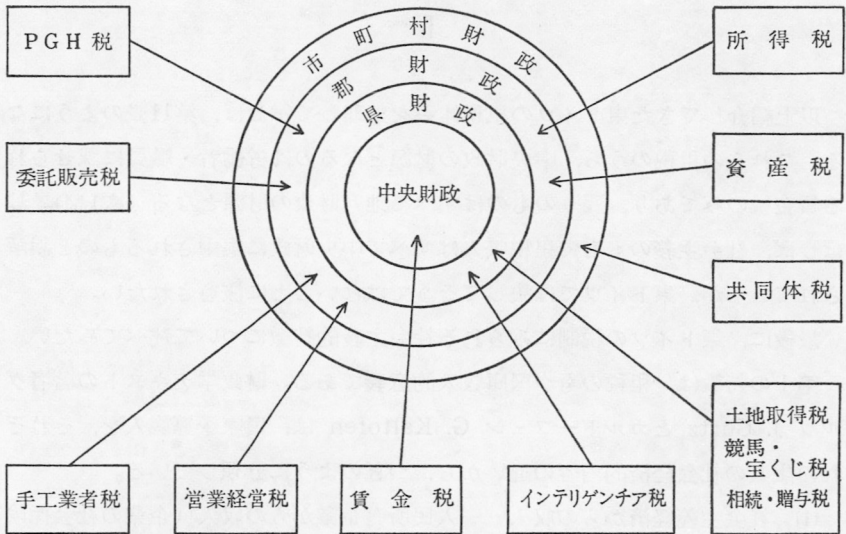 PGH税
市町村財政
所得税
郡財政
県財政
委託販売税
中央財政
資産税
共同体税
手工業者税
営業経営税
賃金税
インテリゲンチア税
土地取得税
競馬・
宝くじ税
相続・贈与税